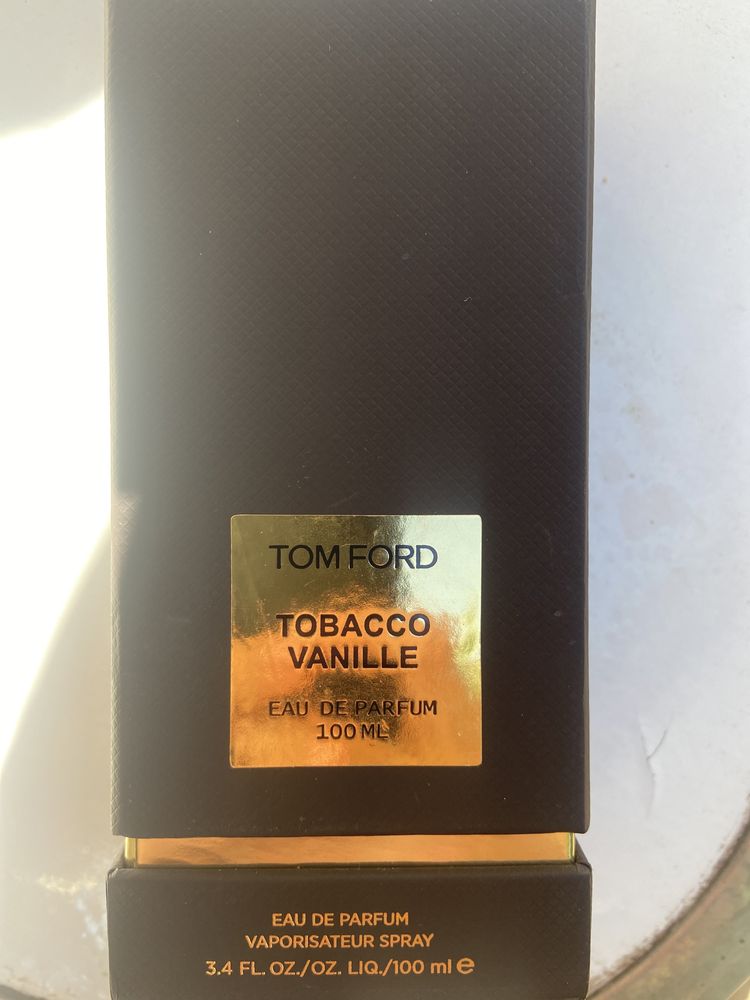 TOM FORD
TOBACCO
VANILLE
EAU DE PARFUM
100 ML
EAU DE PARFUM
VAPORISATEUR SPRAY
3.4 FL. OZ./OZ. LIQ./100 ml e